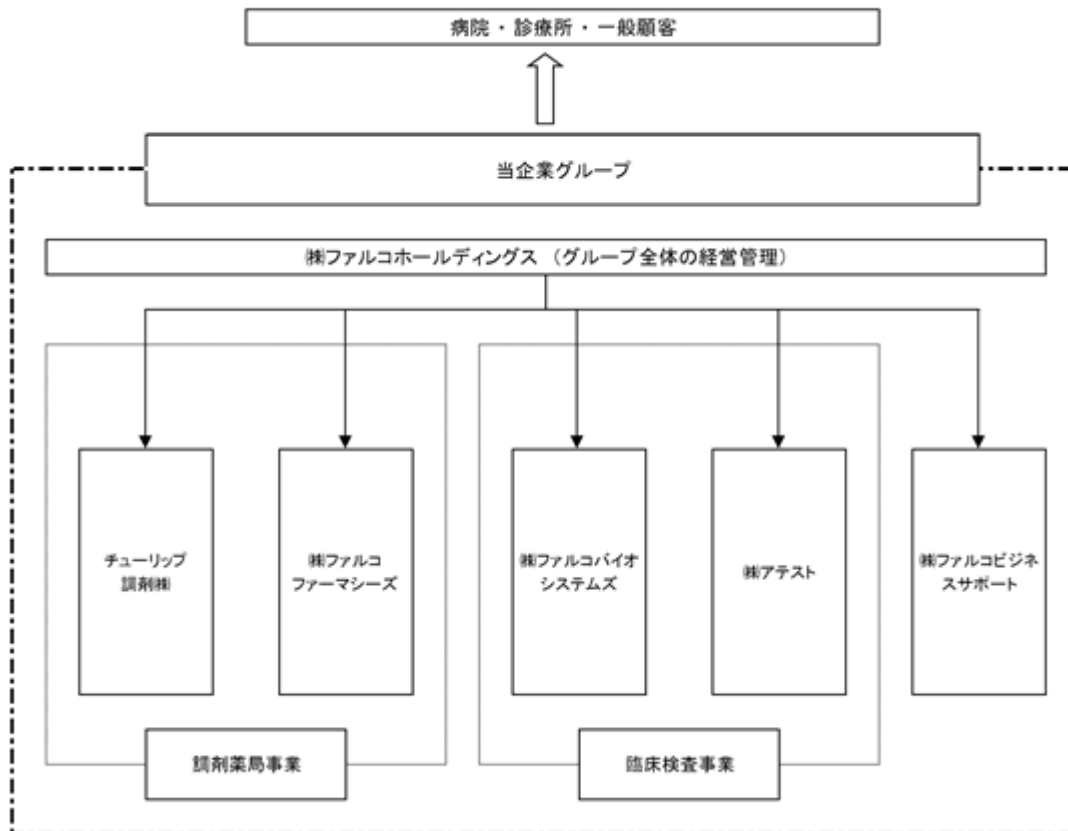 病院・診療所・一般顧客
当企業グループ
㈱ファルコホールディングス （グループ全体の経営管理）
チューリップ
調剤㈱
㈱ファルコ
ファーマシーズ
㈱ファルコバイオ
システムズ
㈱アテスト
㈱ファルコビジネ
スサポート
調剤薬局事業
臨床検査事業